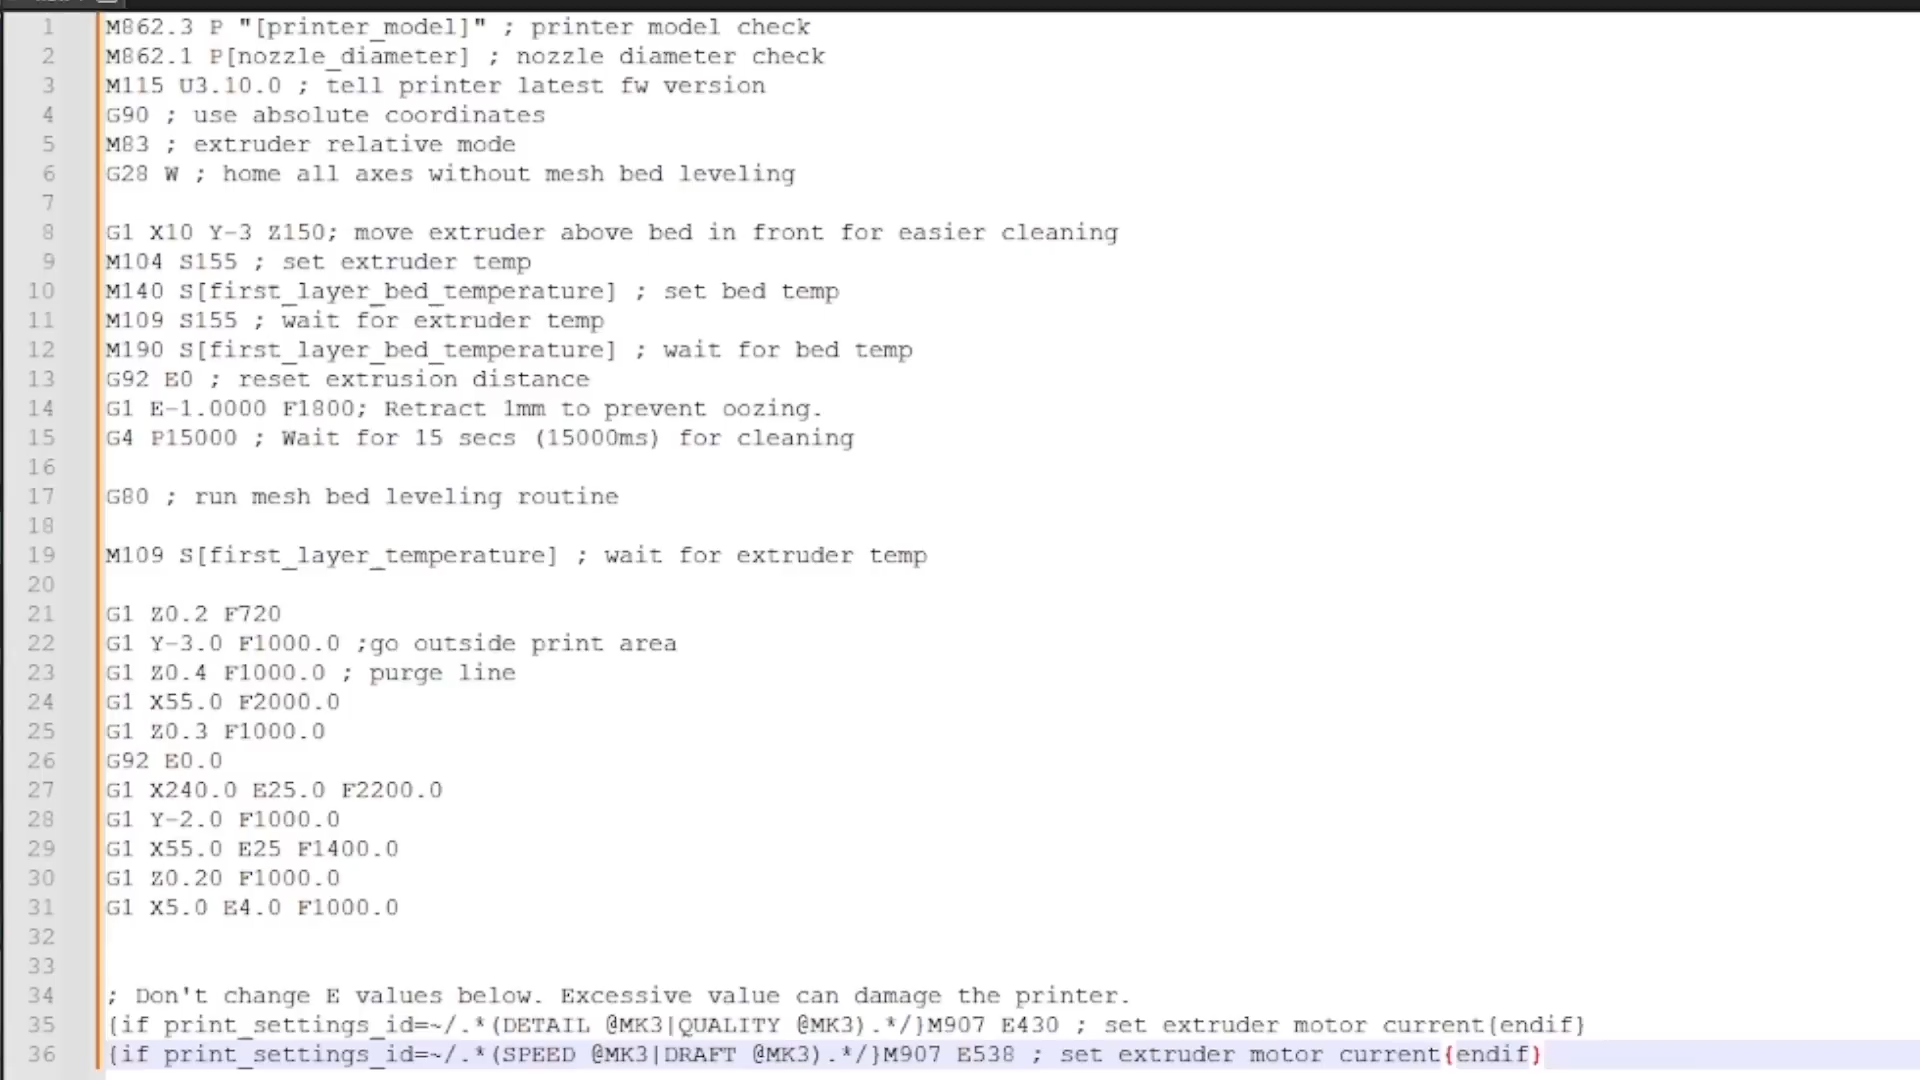 1 M862.3 P "[printer_model]" ; printer model check
2 M862.1 P[nozzle_diameter] ; nozzle diameter check
3 M115 U3.10.0 ; tell printer latest fw version
4 G90 ; use absolute coordinates
5 M83 ; extruder relative mode
6 G28 W ; home all axes without mesh bed leveling
7
8 G1 X10 Y-3 Z150; move extruder above bed in front for easier cleaning
9 M104 S155 ; set extruder temp
10 M140 S[first_layer_bed_temperature] ; set bed temp
11 M109 S155 ; wait for extruder temp
12 M190 S[first_layer_bed_temperature] ; wait for bed temp
13 G92 E0 ; reset extrusion distance
14 G1 E-1.0000 F1800; Retract 1mm to prevent oozing.
15 G4 P15000 ; Wait for 15 secs (15000ms) for cleaning
16
17 G80 ; run mesh bed leveling routine
18
19 M109 S[first_layer_temperature] ; wait for extruder temp
20
21 G1 Z0.2 F720
22 G1 Y-3.0 F1000.0 ;go outside print area
23 G1 Z0.4 F1000.0 ; purge line
24 G1 X55.0 F2000.0
25 G1 Z0.3 F1000.0
26 G92 E0.0
27 G1 X240.0 E25.0 F2200.0
28 G1 Y-2.0 F1000.0
29 G1 X55.0 E25 F1400.0
30 G1 Z0.20 F1000.0
31 G1 X5.0 E4.0 F1000.0
32
33
34 ; Don't change E values below. Excessive value can damage the printer.
35 {if print_settings_id=~/.*(DETAIL @MK3|QUALITY @MK3).*/}M907 E430 ; set extruder motor current{endif}
36 {if print_settings_id=~/.*(SPEED @MK3|DRAFT @MK3).*/}M907 E538 ; set extruder motor current{endif}